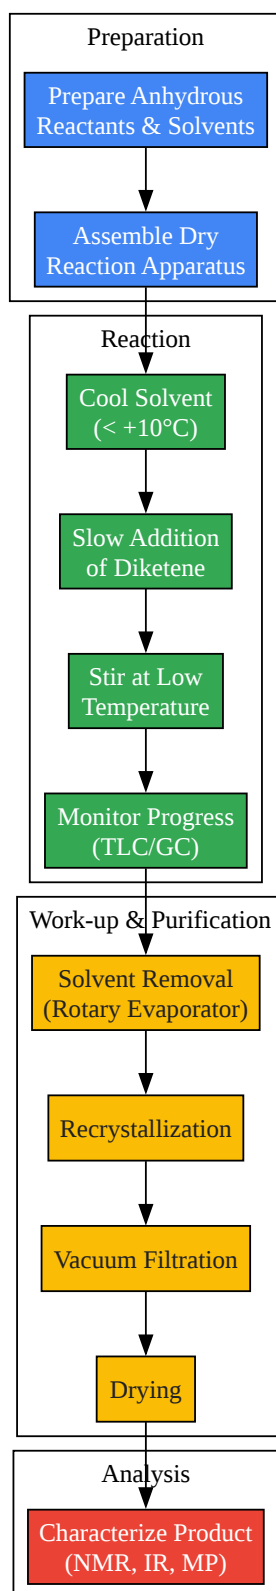 Preparation
Prepare Anhydrous
Reactants & Solvents
Assemble Dry
Reaction Apparatus
Reaction
Cool Solvent
(< +10°C)
Slow Addition
of Diketene
Stir at Low
Temperature
Monitor Progress
(TLC/GC)
Work-up & Purification
Solvent Removal
(Rotary Evaporator)
Recrystallization
Vacuum Filtration
Drying
Analysis
Characterize Product
(NMR, IR, MP)